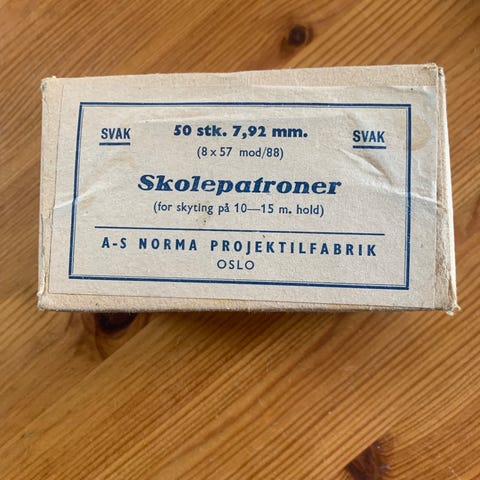 SVAK 50 stk. 7,92 mm. SVAK
(8 x 57 mod/88)
Skolepatroner
(for skyting på 10—15 m. hold)
A-S NORMA PROJEKTILFABRIK
OSLO